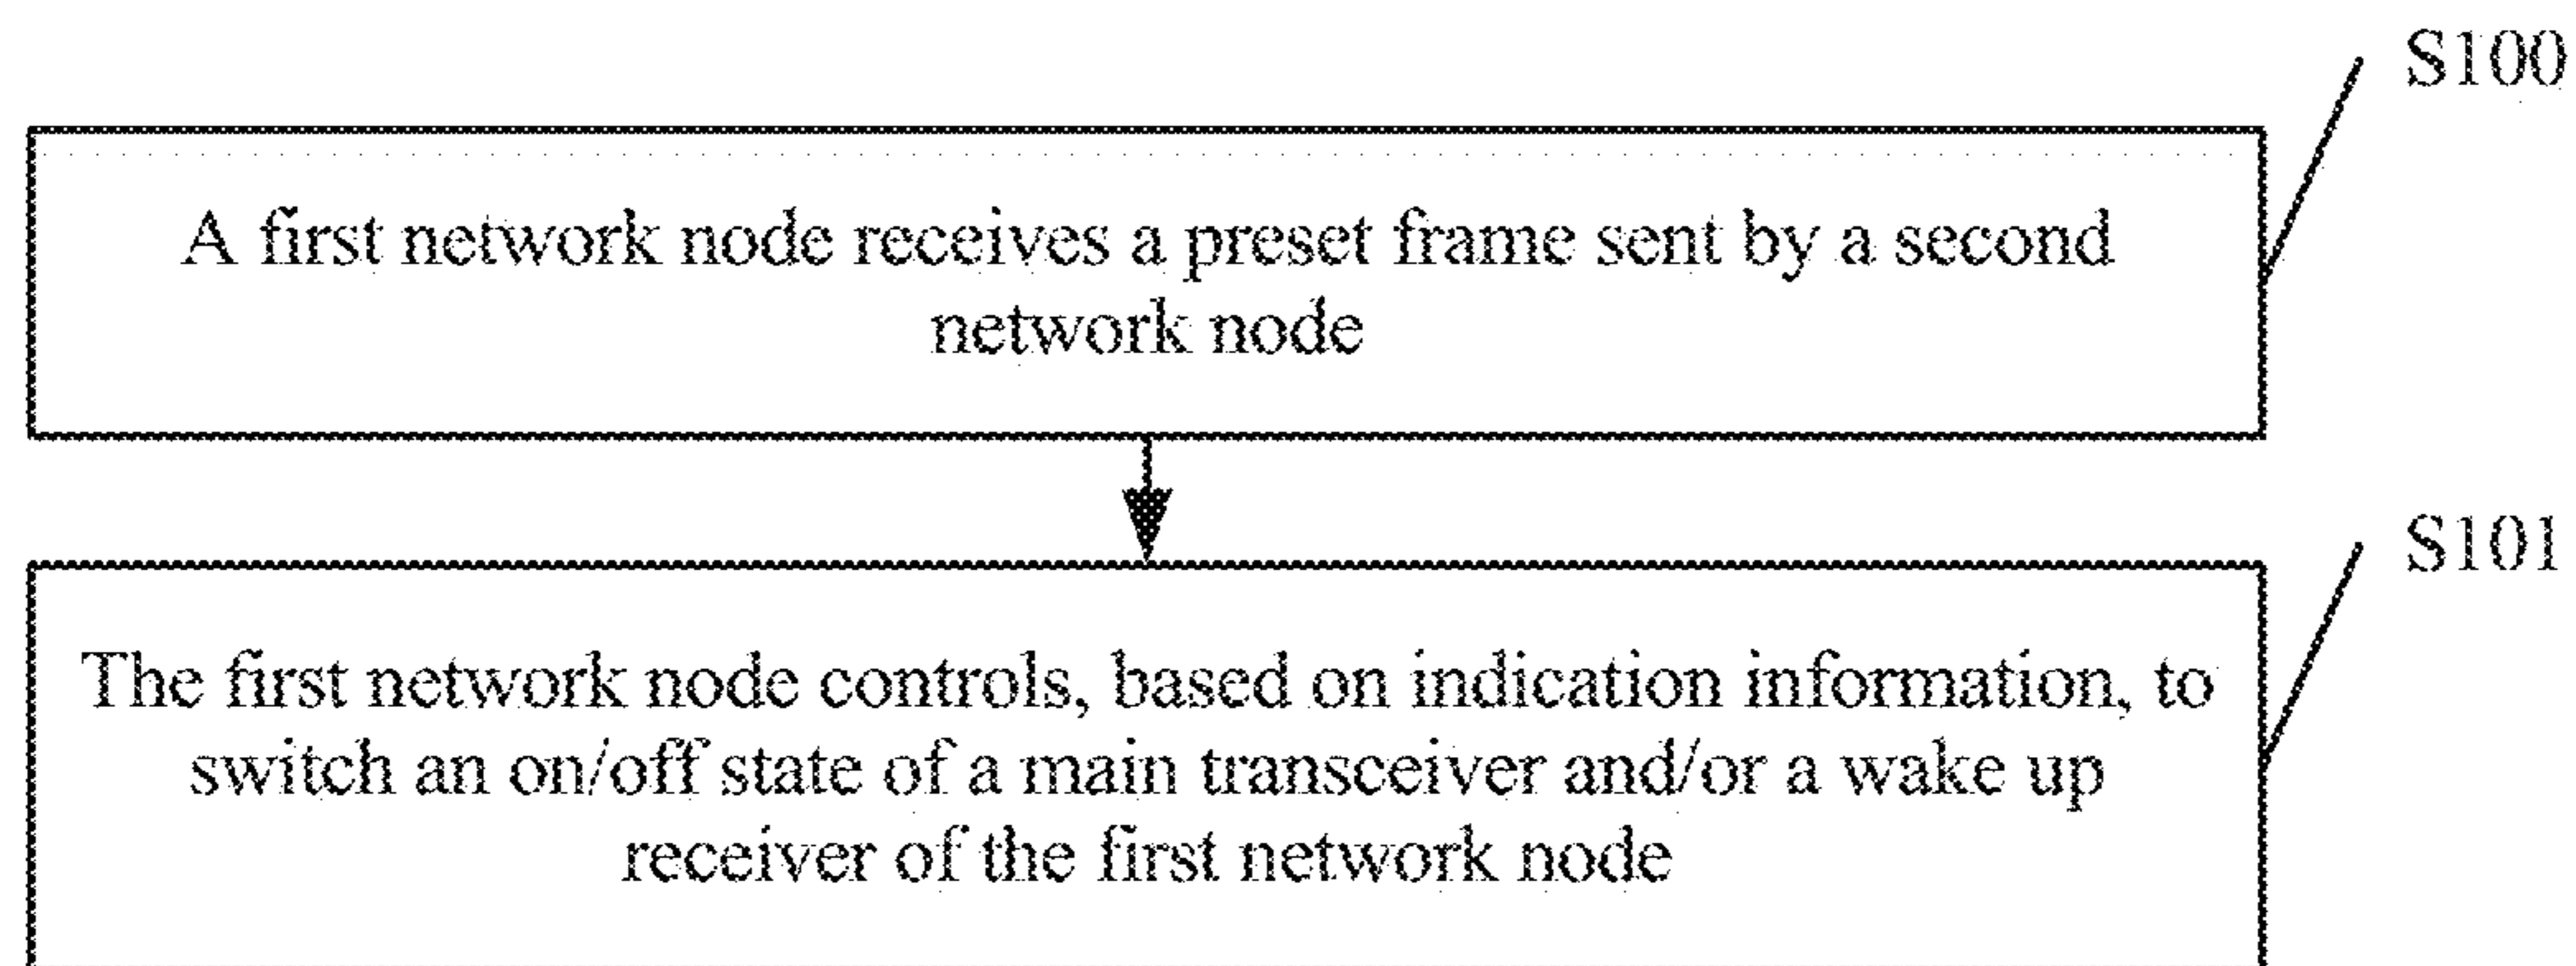 S100
A first network node receives a preset frame sent by a second
network node
S101
The first network node controls, based on indication information, to
switch an on/off state of a main transceiver and/or a wake up
receiver of the first network node